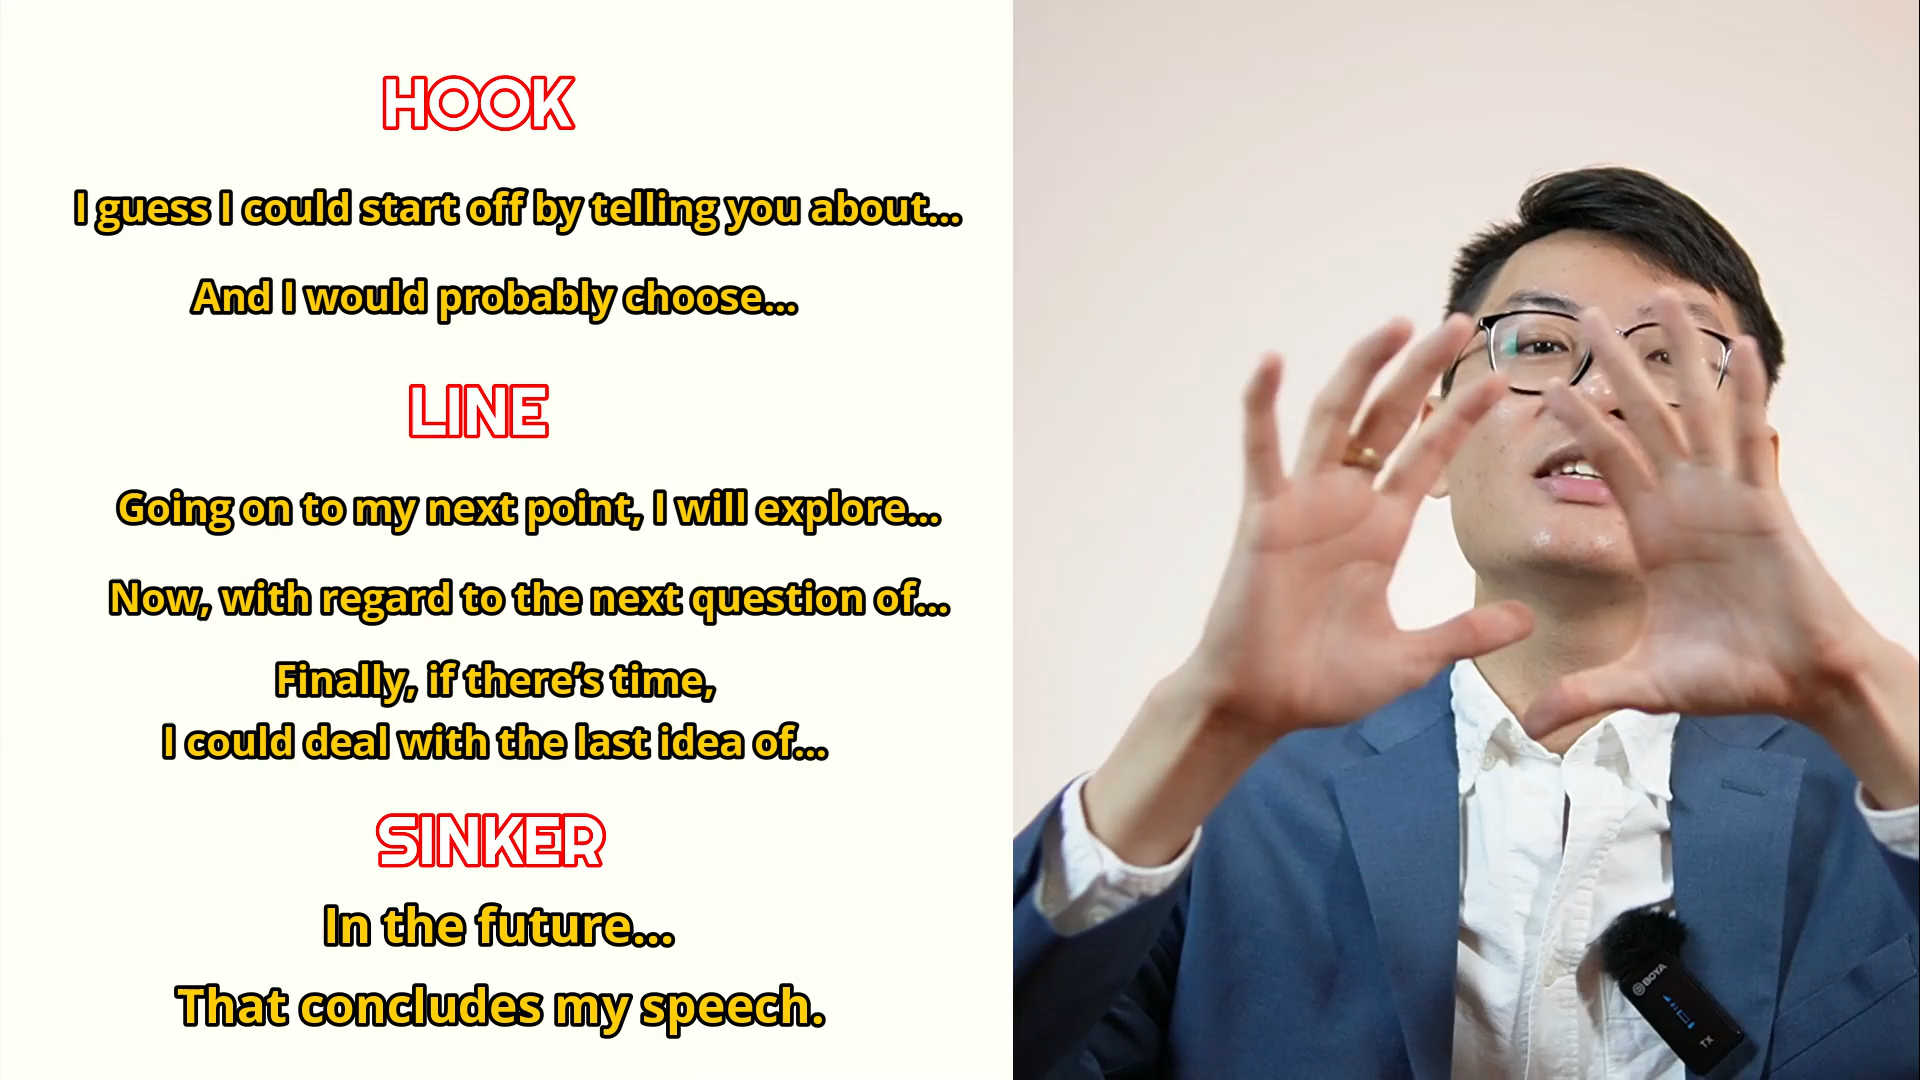 HOOK
I guess I could start off by telling you about...
And I would probably choose...
LINE
Going on to my next point, I will explore...
Now, with regard to the next question of...
Finally, if there's time,
I could deal with the last idea of...
SINKER
In the future...
That concludes my speech.
BOYA
TX